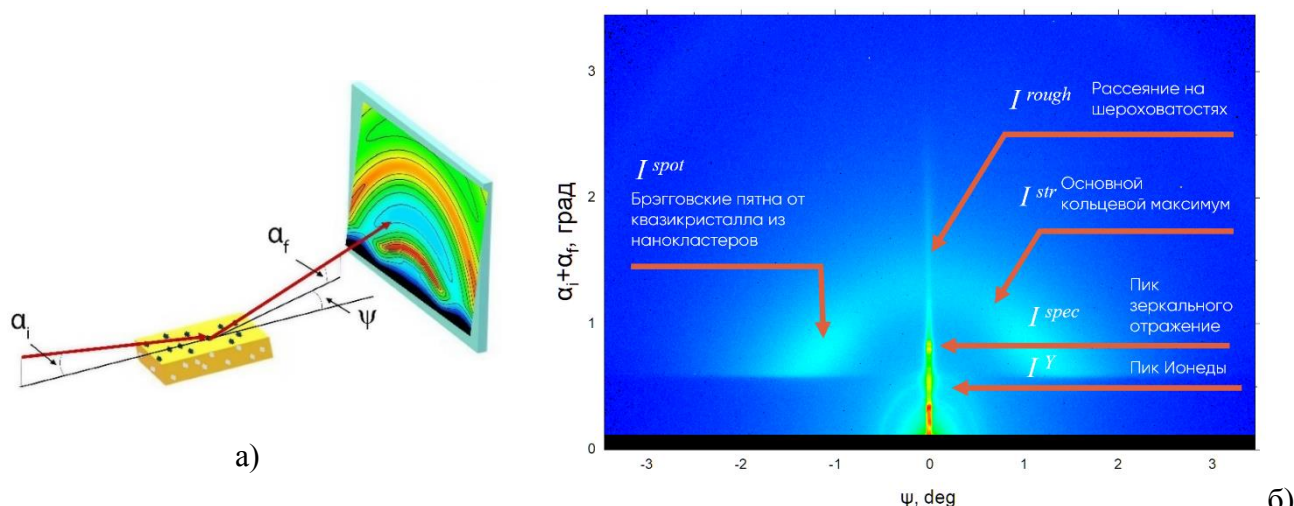 αi
αf
ψ
а)
αi+αf, град
3
2
1
0
-3
-2
-1
0
1
2
3
ψ, deg
I rough
Рассеяние на
шероховатостях
I spot
Брэгговские пятна от
квазикристалла из
нанокластеров
I str
Основной
кольцевой максимум
I spec
Пик
зеркального
отражение
I Y
Пик Ионеды
б)